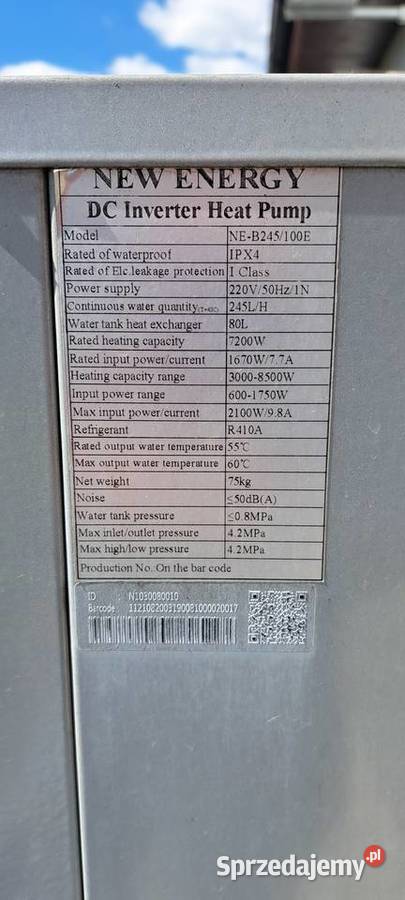 NEW ENERGY
DC Inverter Heat Pump
Model NE-B245/100E
Rated of waterproof IPX4
Rated of Elc.leakage protection I Class
Power supply 220V/50Hz/1N
Continuous water quantity 245L/H
Water tank heat exchanger 80L
Rated heating capacity 7200W
Rated input power/current 1670W/7.7A
Heating capacity range 3000-8500W
Input power range 600-1750W
Max input power/current 2100W/9.8A
Refrigerant R410A
Rated output water temperature 55℃
Max output water temperature 60℃
Net weight 75kg
Noise ≤50dB(A)
Water tank pressure ≤0.8MPa
Max inlet/outlet pressure 4.2MPa
Max high/low pressure 4.2MPa
Production No. On the bar code
ID : N1030080010
Barcode : 1121082003190081000020017
Sprzedajemy.pl